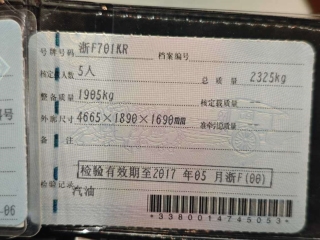 号牌号码 浙F701KR 档案编号
核定人数 5人 总质量 2325kg
整备质量 1905kg 核定载质量
外廓尺寸 4665×1890×1690mm 准牵引总质量
备注
检验有效期至2017年05月浙F(00)
检验记录
汽油
3380014745053
号
-06